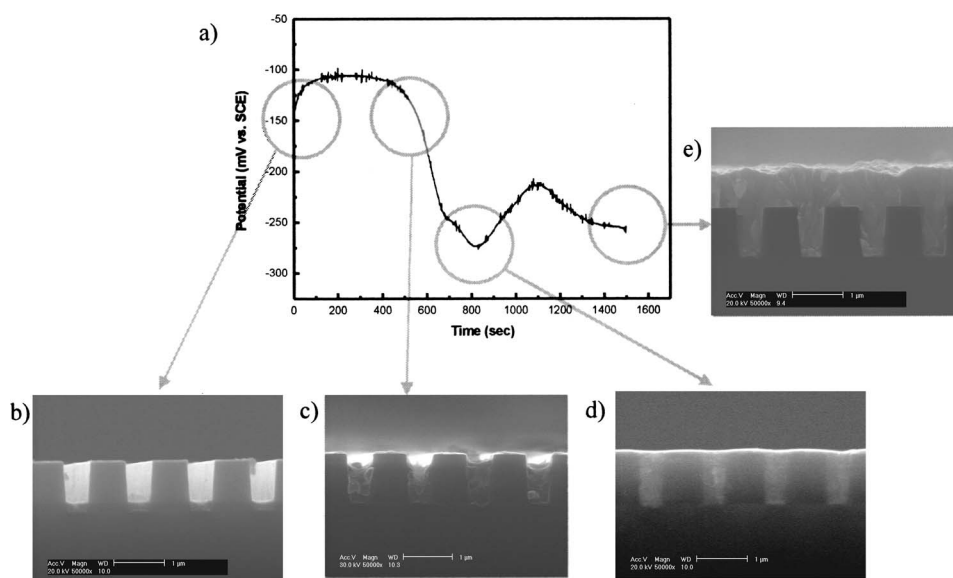 a)
-50
-100
-150
-200
-250
-300
Potential (mV vs. SCE)
0 200 400 600 800 1000 1200 1400 1600
Time (sec)
e)
Acc.V Magn WD 1 µm
20.0 kV 50000x 9.4
b)
Acc.V Magn WD 1 µm
20.0 kV 50000x 10.0
c)
Acc.V Magn WD 1 µm
30.0 kV 50000x 10.3
d)
Acc.V Magn WD 1 µm
20.0 kV 50000x 10.0